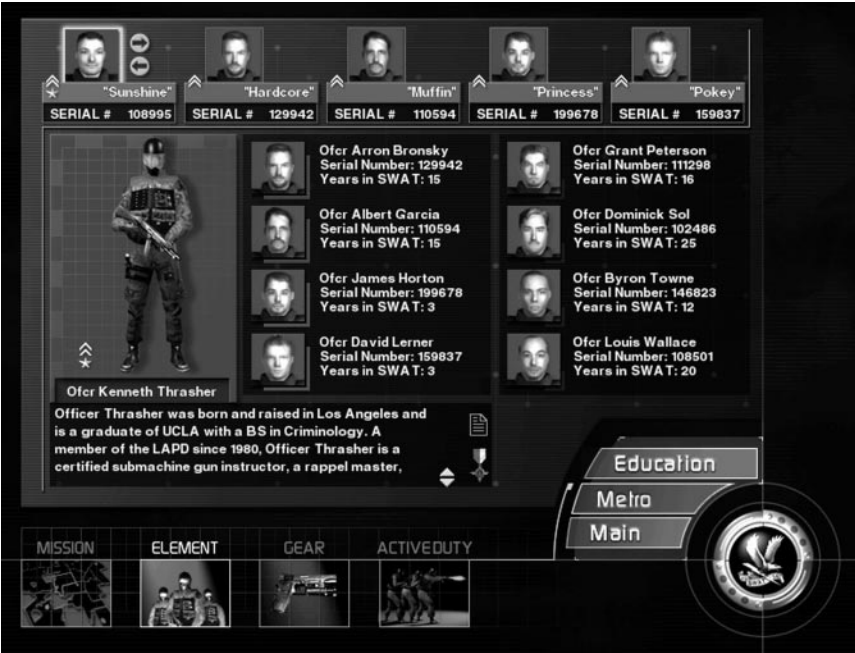 "Sunshine"
SERIAL # 108995
"Hardcore"
SERIAL # 129942
"Muffin"
SERIAL # 110594
"Princess"
SERIAL # 199678
"Pokey"
SERIAL # 159837
Ofcr Kenneth Thrasher
Ofcr Arron Bronsky
Serial Number: 129942
Years in SWAT: 15
Ofcr Albert Garcia
Serial Number: 110594
Years in SWAT: 15
Ofcr James Horton
Serial Number: 199678
Years in SWAT: 3
Ofcr David Lerner
Serial Number: 159837
Years in SWAT: 3
Ofcr Grant Peterson
Serial Number: 111298
Years in SWAT: 16
Ofcr Dominick Sol
Serial Number: 102486
Years in SWAT: 25
Ofcr Byron Towne
Serial Number: 146823
Years in SWAT: 12
Ofcr Louis Wallace
Serial Number: 108501
Years in SWAT: 20
Officer Thrasher was born and raised in Los Angeles and
is a graduate of UCLA with a BS in Criminology. A
member of the LAPD since 1980, Officer Thrasher is a
certified submachine gun instructor, a rappel master,
Education
Metro
Main
MISSION
ELEMENT
GEAR
ACTIVE DUTY